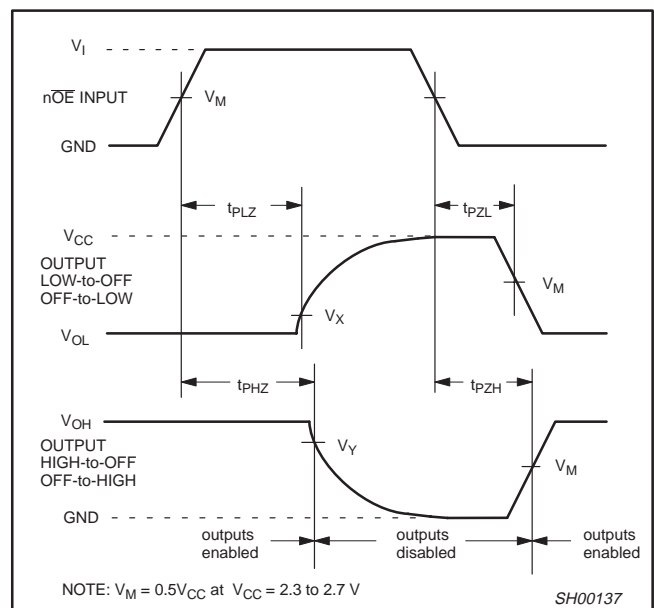 V_I
nOE INPUT
V_M
GND
t_PLZ
t_PZL
V_CC
OUTPUT
LOW-to-OFF
OFF-to-LOW
V_M
V_X
V_OL
t_PHZ
t_PZH
V_OH
OUTPUT
HIGH-to-OFF
OFF-to-HIGH
V_Y
V_M
GND
outputs enabled
outputs disabled
outputs enabled
NOTE: V_M = 0.5V_CC at V_CC = 2.3 to 2.7 V
SH00137